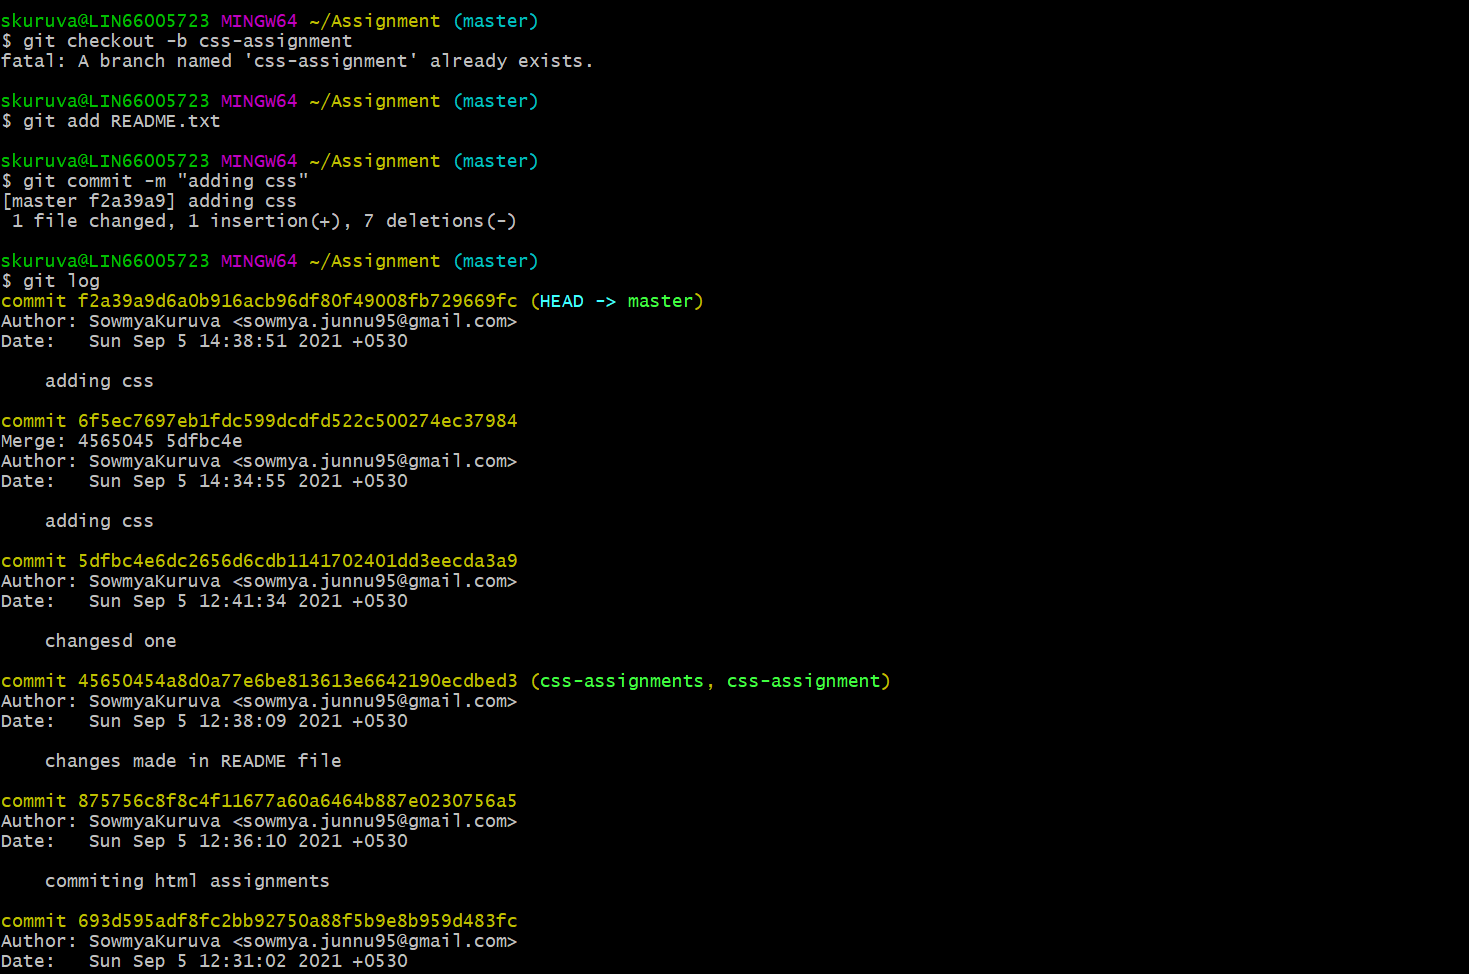 skuruva@LIN66005723 MINGW64 ~/Assignment (master)
$ git checkout -b css-assignment
fatal: A branch named 'css-assignment' already exists.
skuruva@LIN66005723 MINGW64 ~/Assignment (master)
$ git add README.txt
skuruva@LIN66005723 MINGW64 ~/Assignment (master)
$ git commit -m "adding css"
[master f2a39a9] adding css
 1 file changed, 1 insertion(+), 7 deletions(-)
skuruva@LIN66005723 MINGW64 ~/Assignment (master)
$ git log
commit f2a39a9d6a0b916acb96df80f49008fb729669fc (HEAD -> master)
Author: SowmyaKuruva <sowmya.junnu95@gmail.com>
Date:   Sun Sep 5 14:38:51 2021 +0530
    adding css
commit 6f5ec7697eb1fdc599dcdfd522c500274ec37984
Merge: 4565045 5dfbc4e
Author: SowmyaKuruva <sowmya.junnu95@gmail.com>
Date:   Sun Sep 5 14:34:55 2021 +0530
    adding css
commit 5dfbc4e6dc2656d6cdb1141702401dd3eecda3a9
Author: SowmyaKuruva <sowmya.junnu95@gmail.com>
Date:   Sun Sep 5 12:41:34 2021 +0530
    changesd one
commit 45650454a8d0a77e6be813613e6642190ecdbed3 (css-assignments, css-assignment)
Author: SowmyaKuruva <sowmya.junnu95@gmail.com>
Date:   Sun Sep 5 12:38:09 2021 +0530
    changes made in README file
commit 875756c8f8c4f11677a60a6464b887e0230756a5
Author: SowmyaKuruva <sowmya.junnu95@gmail.com>
Date:   Sun Sep 5 12:36:10 2021 +0530
    commiting html assignments
commit 693d595adf8fc2bb92750a88f5b9e8b959d483fc
Author: SowmyaKuruva <sowmya.junnu95@gmail.com>
Date:   Sun Sep 5 12:31:02 2021 +0530